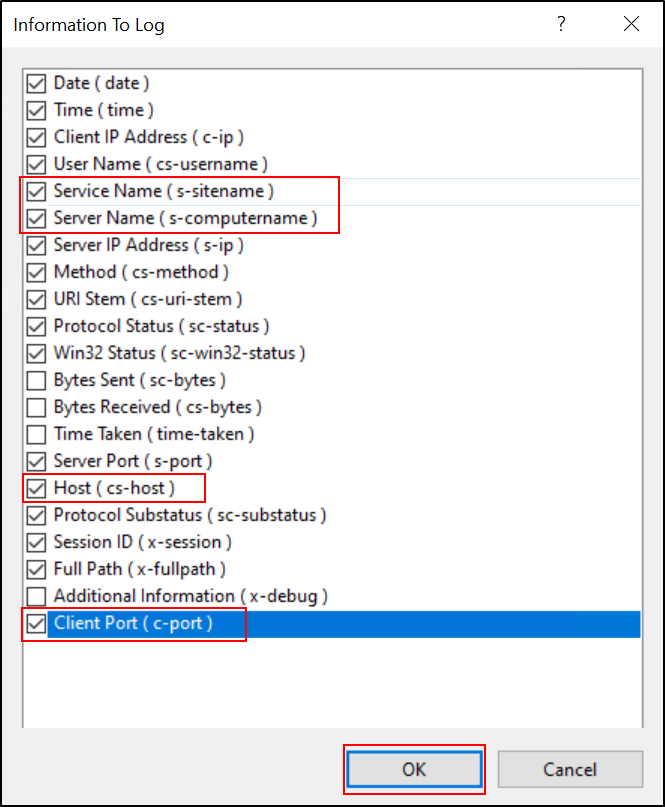 Information To Log
?
Date ( date )
Time ( time )
Client IP Address ( c-ip )
User Name ( cs-username )
Service Name ( s-sitename )
Server Name ( s-computername )
Server IP Address ( s-ip )
Method ( cs-method )
URI Stem ( cs-uri-stem )
Protocol Status ( sc-status )
Win32 Status ( sc-win32-status )
Bytes Sent ( sc-bytes )
Bytes Received ( cs-bytes )
Time Taken ( time-taken )
Server Port ( s-port )
Host ( cs-host )
Protocol Substatus ( sc-substatus )
Session ID ( x-session )
Full Path ( x-fullpath )
Additional Information ( x-debug )
Client Port ( c-port )
OK
Cancel